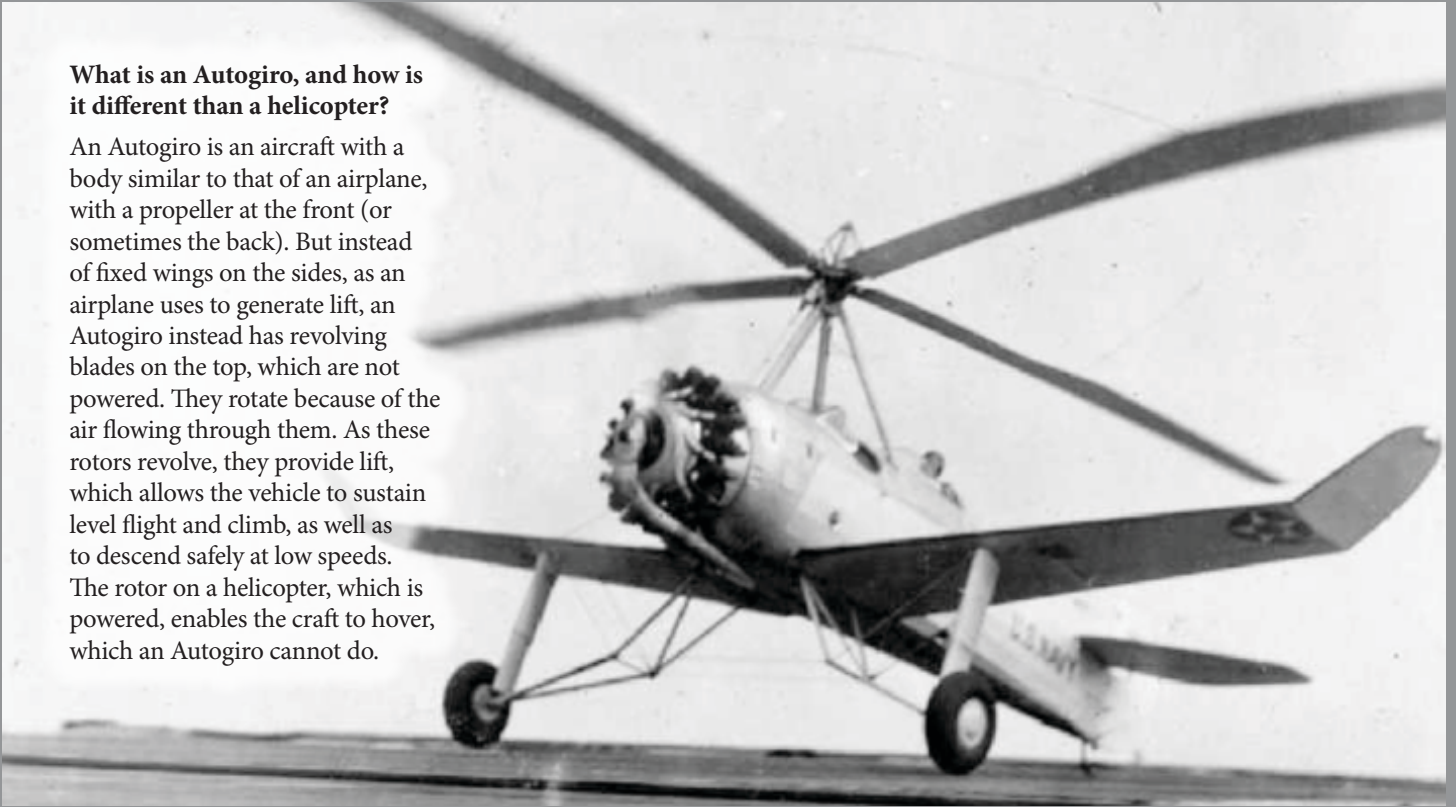 What is an Autogiro, and how is
it different than a helicopter?
An Autogiro is an aircraft with a
body similar to that of an airplane,
with a propeller at the front (or
sometimes the back). But instead
of fixed wings on the sides, as an
airplane uses to generate lift, an
Autogiro instead has revolving
blades on the top, which are not
powered. They rotate because of the
air flowing through them. As these
rotors revolve, they provide lift,
which allows the vehicle to sustain
level flight and climb, as well as
to descend safely at low speeds.
The rotor on a helicopter, which is
powered, enables the craft to hover,
which an Autogiro cannot do.
U.S. NAVY